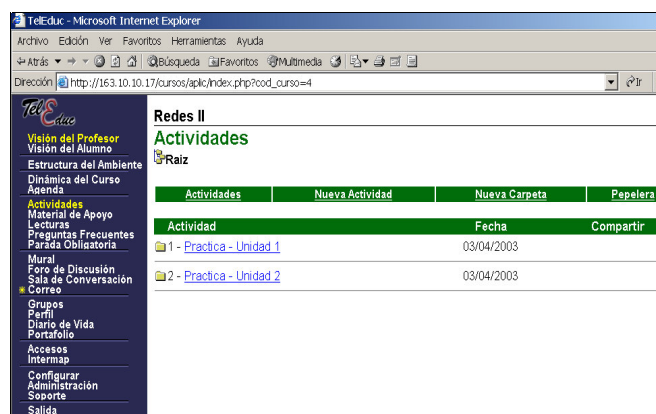 TelEduc - Microsoft Internet Explorer
Archivo Edición Ver Favoritos Herramientas Ayuda
Atrás Búsqueda Favoritos Multimedia
Dirección http://163.10.10.17/cursos/aplic/index.php?cod_curso=4 Ir
TelEduc
Visión del Profesor
Visión del Alumno
Estructura del Ambiente
Dinámica del Curso
Agenda
Actividades
Material de Apoyo
Lecturas
Preguntas Frecuentes
Parada Obligatoria
Mural
Foro de Discusión
Sala de Conversación
Correo
Grupos
Perfil
Diario de Vida
Portafolio
Accesos
Intermap
Configurar
Administración
Soporte
Salida
Redes II
Actividades
Raiz
Actividades Nueva Actividad Nueva Carpeta Pepelera
Actividad Fecha Compartir
1 - Practica - Unidad 1 03/04/2003
2 - Practica - Unidad 2 03/04/2003